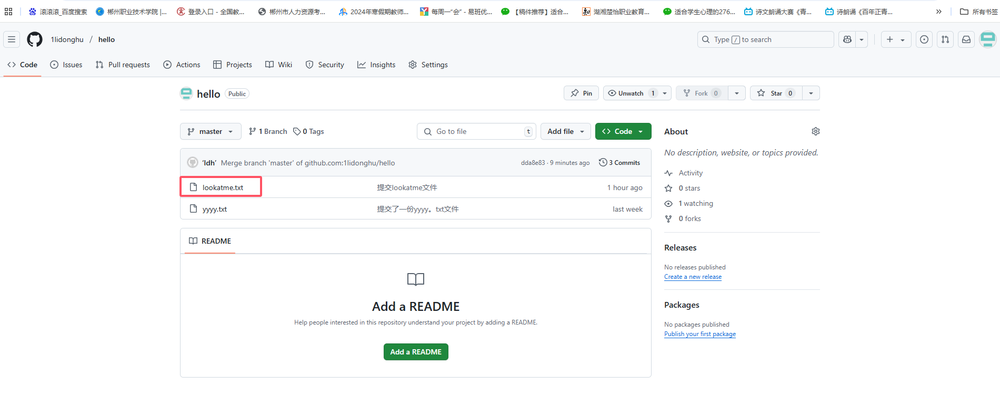 滚滚滚_百度搜索 郴州职业技术学院 |... 登录入口 - 全国教... 郴州市人力资源考... 2024年寒假期教师... 每周一“会” - 易班优... 【稿件推荐】适合... 湖湘楚怡职业教育... 适合学生心理的276... 诗文朗诵大赛《青... 诗朗诵《百年正青... » 所有书签
1lidonghu / hello Type / to search
Code Issues Pull requests Actions Projects Wiki Security Insights Settings
hello Public Pin Unwatch 1 Fork 0 Star 0
master 1 Branch 0 Tags Go to file t Add file Code
‘ldh’ Merge branch 'master' of github.com:1lidonghu/hello dda8e83 · 9 minutes ago 3 Commits
lookatme.txt 提交lookatme文件 1 hour ago
yyyy.txt 提交了一份yyyy。txt文件 last week
README
Add a README
Help people interested in this repository understand your project by adding a README.
Add a README
About
No description, website, or topics provided.
Activity
0 stars
1 watching
0 forks
Releases
No releases published
Create a new release
Packages
No packages published
Publish your first package